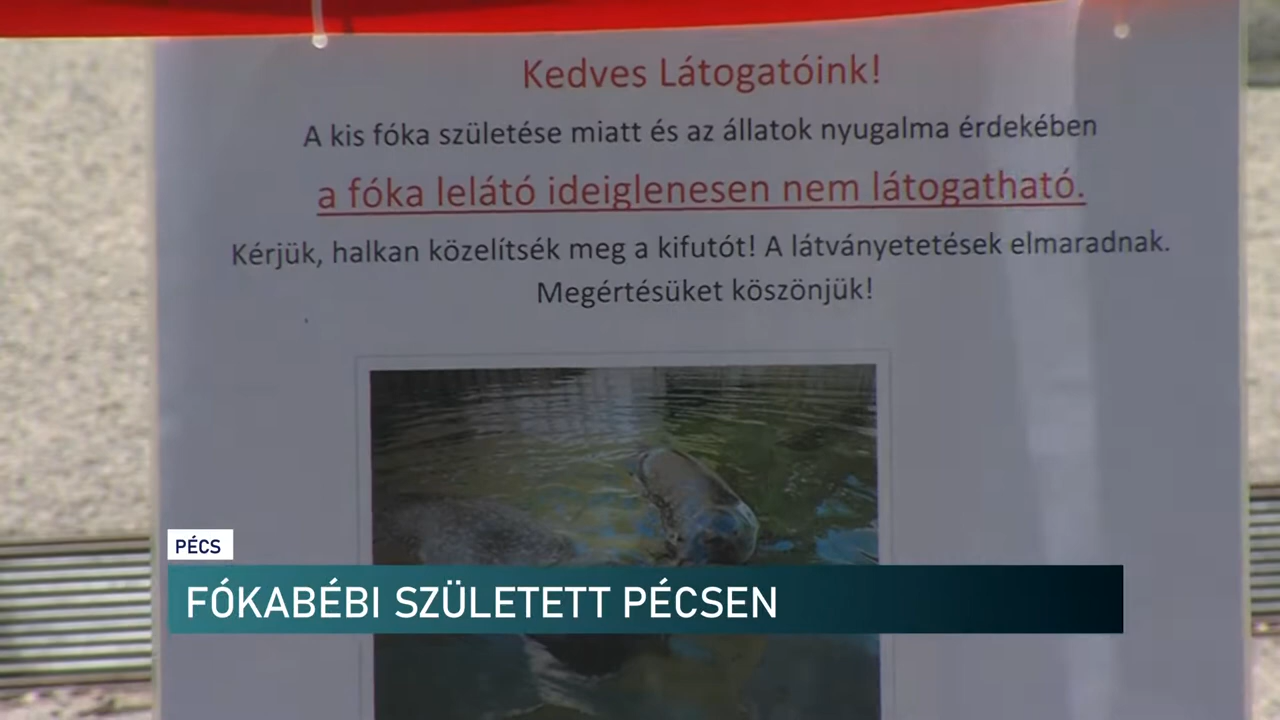 Kedves Látogatóink!
A kis fóka születése miatt és az állatok nyugalma érdekében
a fóka lelátó ideiglenesen nem látogatható.
Kérjük, halkan közelítsék meg a kifutót! A látványetetések elmaradnak.
Megértésüket köszönjük!
PÉCS
FÓKABÉBI SZÜLETETT PÉCSEN